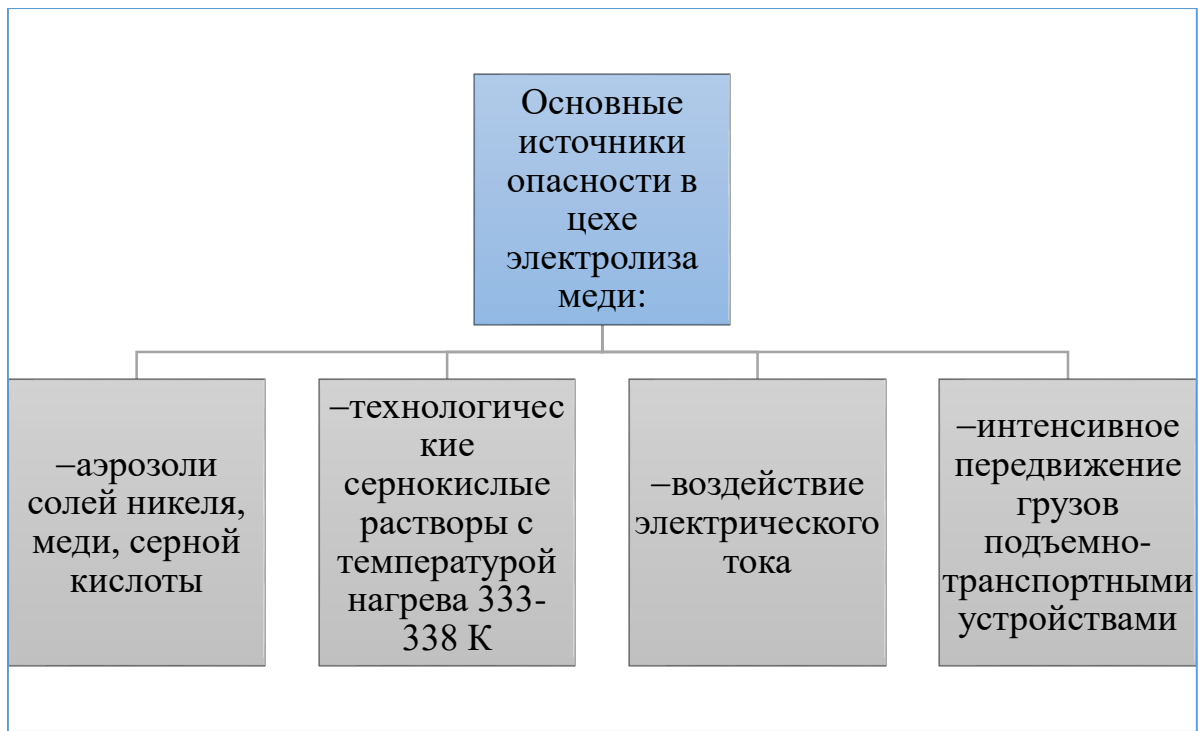 Основные
источники
опасности в
цехе
электролиза
меди:
–аэрозоли
солей никеля,
меди, серной
кислоты
–технологичес
кие
сернокислые
растворы с
температурой
нагрева 333-
338 К
–воздействие
электрического
тока
–интенсивное
передвижение
грузов
подъемно-
транспортными
устройствами